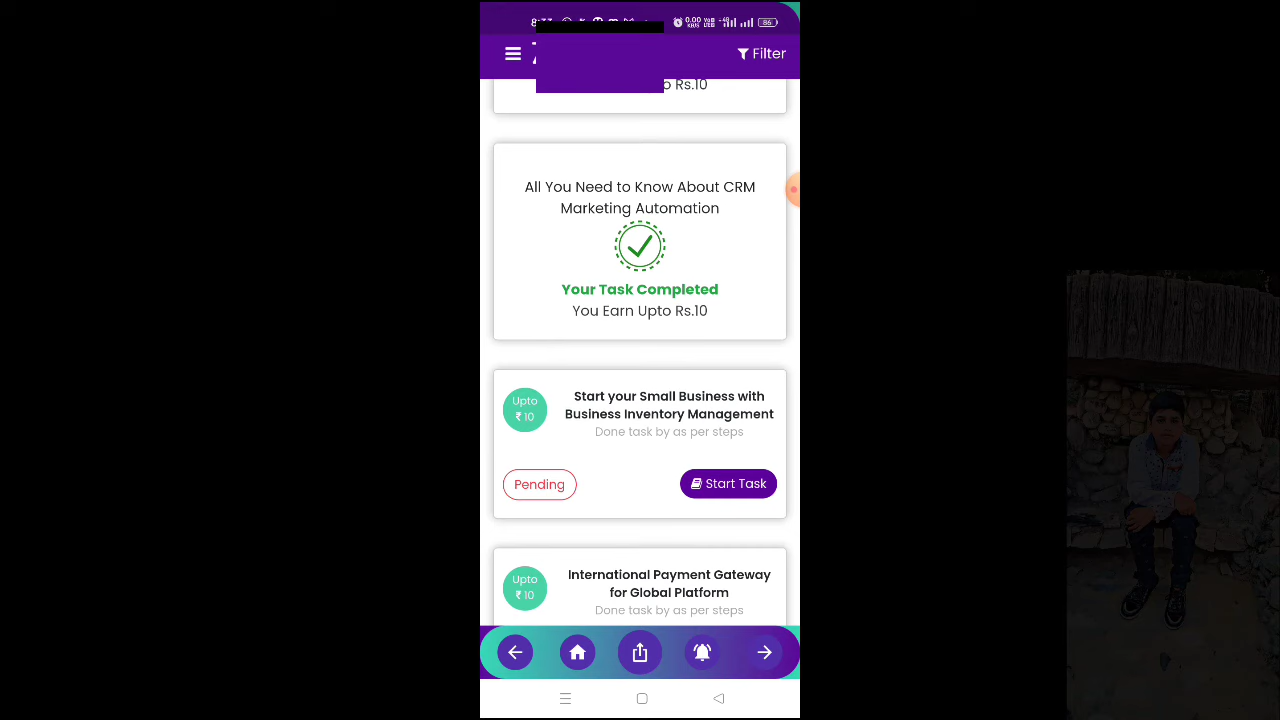 86
Filter
Rs.10
All You Need to Know About CRM
Marketing Automation
Your Task Completed
You Earn Upto Rs.10
Upto
₹ 10
Start your Small Business with
Business Inventory Management
Done task by as per steps
Pending
Start Task
Upto
₹ 10
International Payment Gateway
for Global Platform
Done task by as per steps